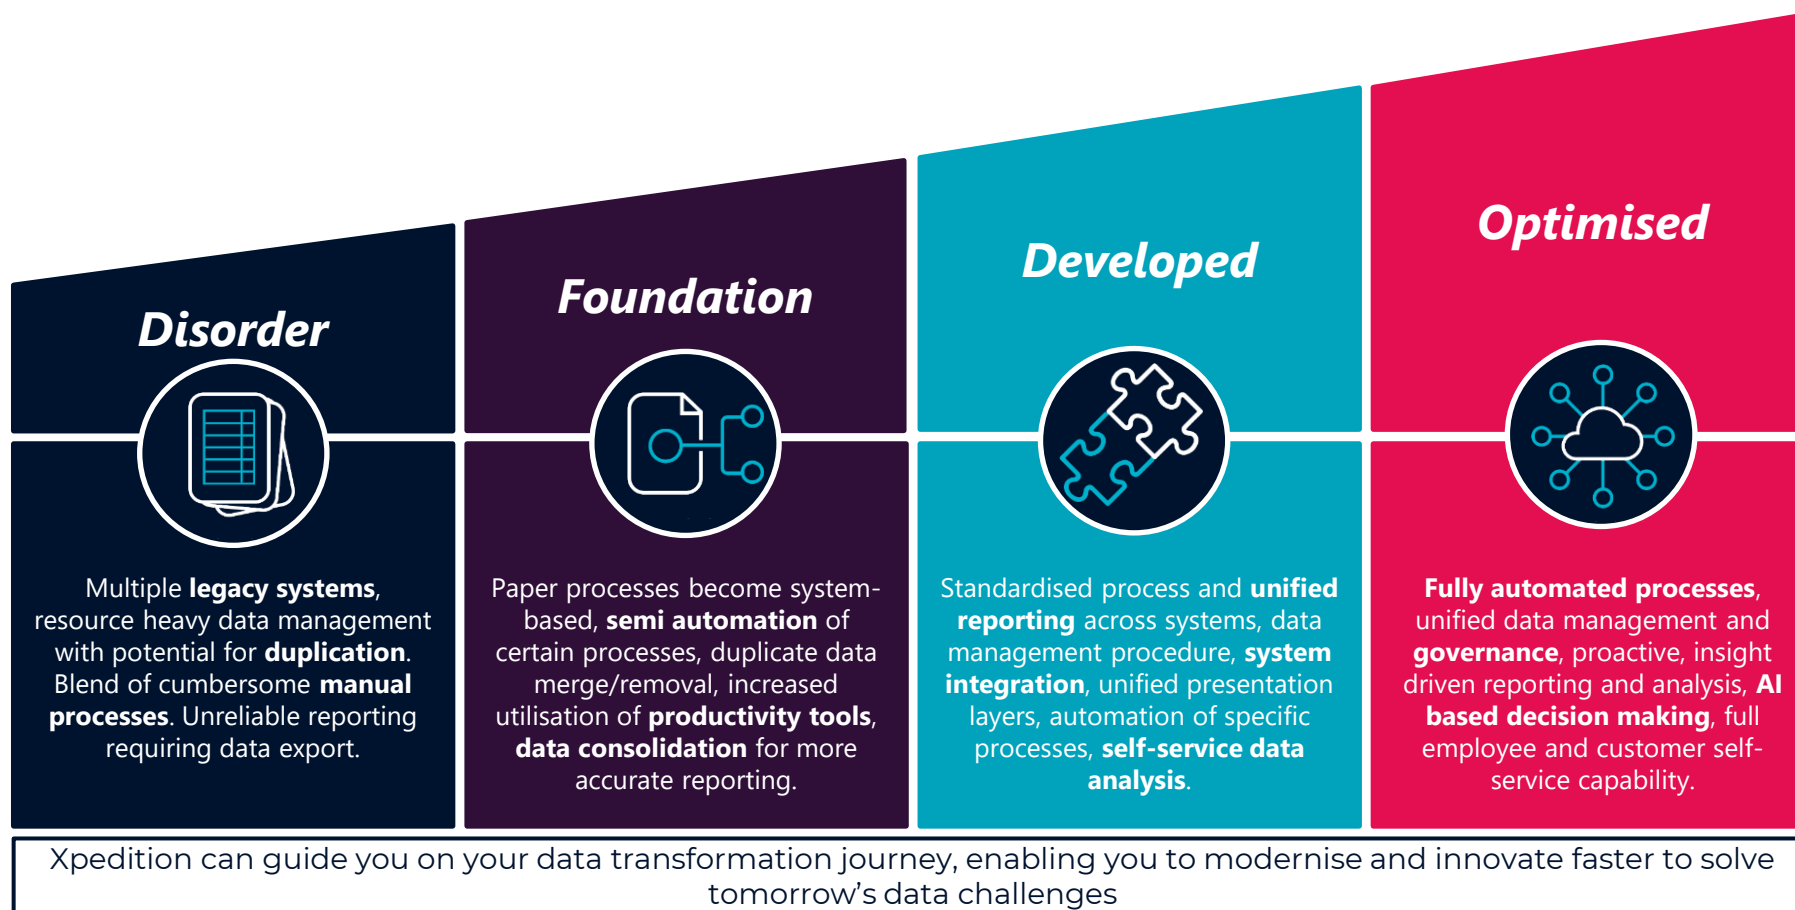 Disorder
Multiple legacy systems,
resource heavy data management
with potential for duplication.
Blend of cumbersome manual
processes. Unreliable reporting
requiring data export.
Foundation
Paper processes become system-
based, semi automation of
certain processes, duplicate data
merge/removal, increased
utilisation of productivity tools,
data consolidation for more
accurate reporting.
Developed
Standardised process and unified
reporting across systems, data
management procedure, system
integration, unified presentation
layers, automation of specific
processes, self-service data
analysis.
Optimised
Fully automated processes,
unified data management and
governance, proactive, insight
driven reporting and analysis, AI
based decision making, full
employee and customer self-
service capability.
Xpedition can guide you on your data transformation journey, enabling you to modernise and innovate faster to solve
tomorrow’s data challenges